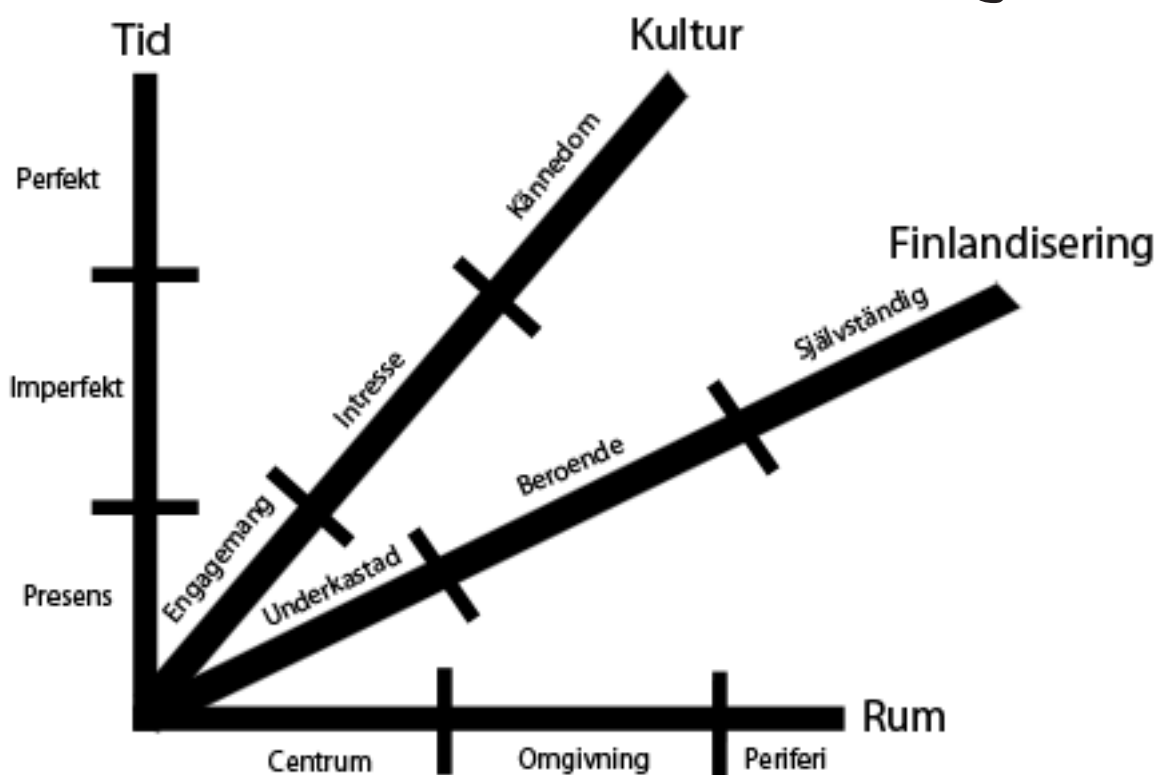 Tid
Kultur
Perfekt
Kännedom
Finlandisering
Självständig
Imperfekt
Intresse
Beroende
Engagemang
Underkastad
Presens
Rum
Centrum
Omgivning
Periferi